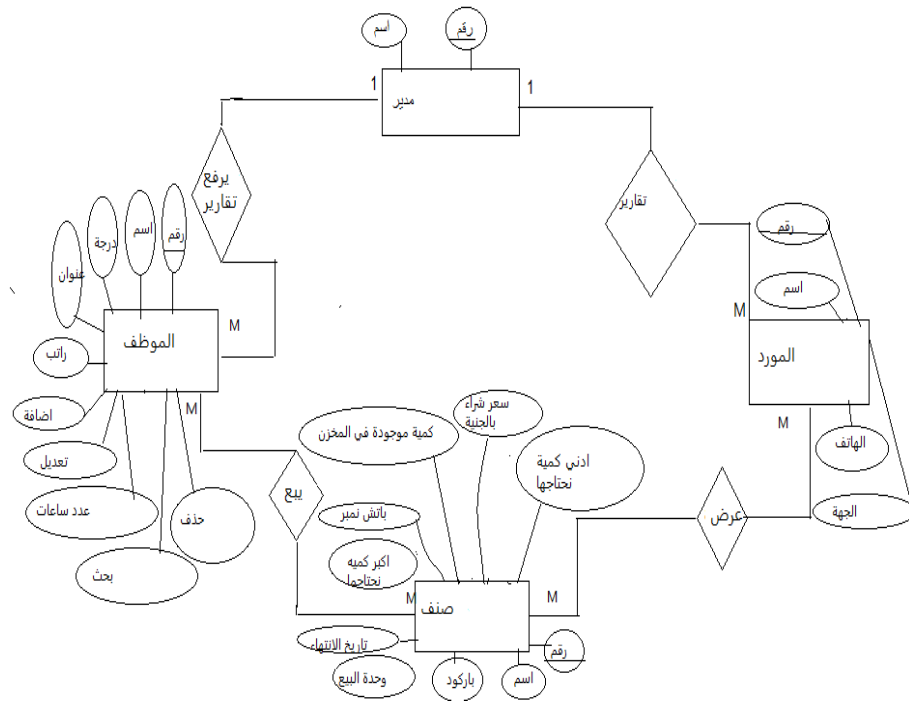 اسم
رقم
1
1
مدير
يرفع
تقارير
تقارير
عنوان
درجة
اسم
رقم
رقم
اسم
M
M
الموظف
المورد
راتب
M
M
اضافة
تعديل
عدد ساعات
حذف
بحث
يبع
كمية موجودة في المخزن
سعر شراء
بالجنية
ادني كمية
نحتاجها
الهاتف
الجهة
عرض
باتش نمبر
اكبر كميه
نحتاجها
M
M
صنف
تاريخ الانتهاء
وحدة البيع
باركود
اسم
رقم